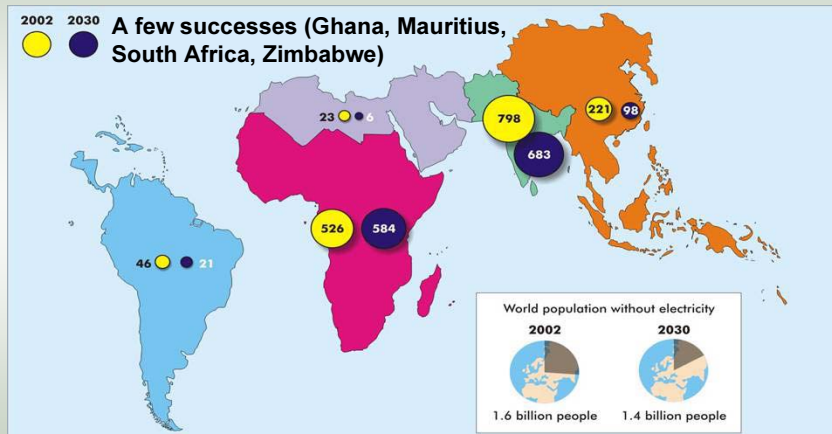 2002 2030
A few successes (Ghana, Mauritius,
South Africa, Zimbabwe)
23 6
798
221 98
683
526 584
46 21
World population without electricity
2002 2030
1.6 billion people 1.4 billion people